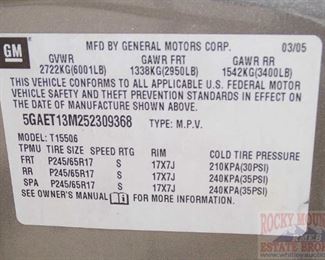 GM MFD BY GENERAL MOTORS CORP. 03/05
GVWR GAWR FRT GAWR RR
2722KG(6001LB) 1338KG(2950LB) 1542KG(3400LB)
THIS VEHICLE CONFORMS TO ALL APPLICABLE U.S. FEDERAL MOTOR
VEHICLE SAFETY AND THEFT PREVENTION STANDARDS IN EFFECT ON
THE DATE OF MANUFACTURE SHOWN ABOVE.
5GAET13M252309368 TYPE: M.P.V.
MODEL: T15506
TPMU TIRE SIZE SPEED RTG RIM COLD TIRE PRESSURE
FRT P245/65R17 S 17X7J 210KPA(30PSI)
RR P245/65R17 S 17X7J 240KPA(35PSI)
SPA P245/65R17 S 17X7J 240KPA(35PSI)
SEE OWNER'S MANUAL FOR ADDITIONAL INFORMATION.
ROCKY MOUNTAIN
ESTATE BROKERS